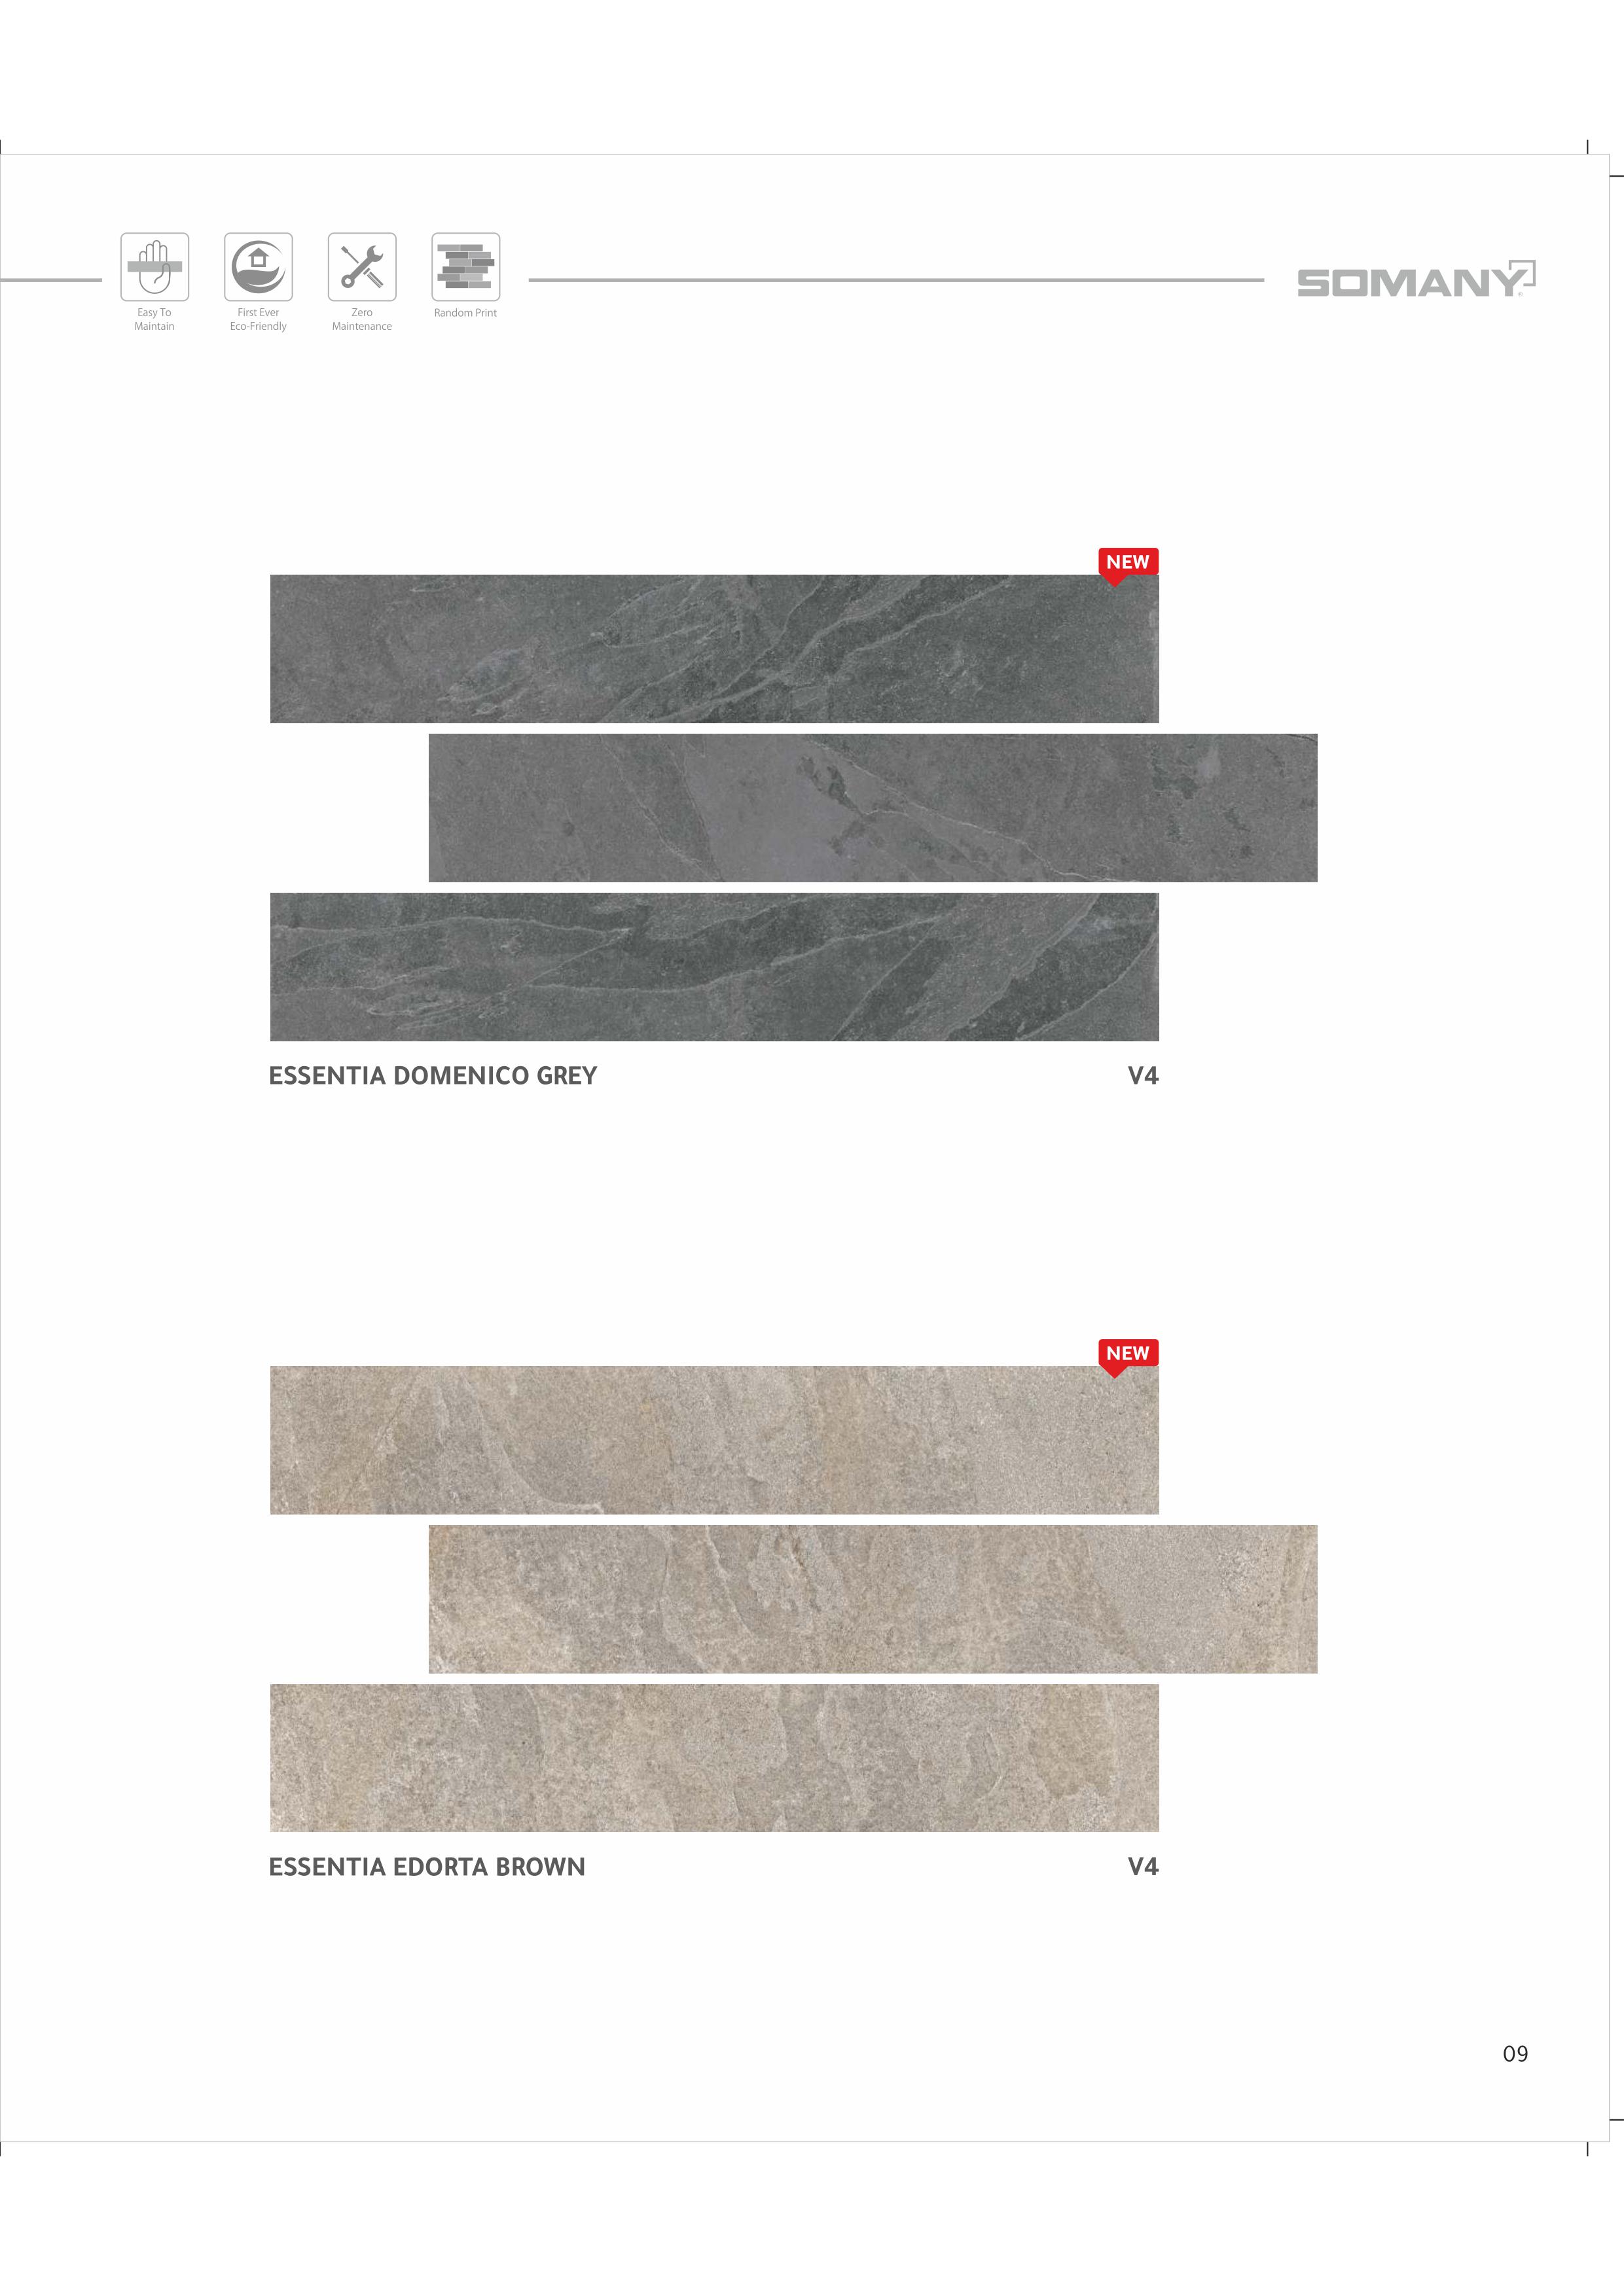 Easy To
Maintain
First Ever
Eco-Friendly
Zero
Maintenance
Random Print
SOMANY®
NEW
ESSENTIA DOMENICO GREY V4
NEW
ESSENTIA EDORTA BROWN V4
09